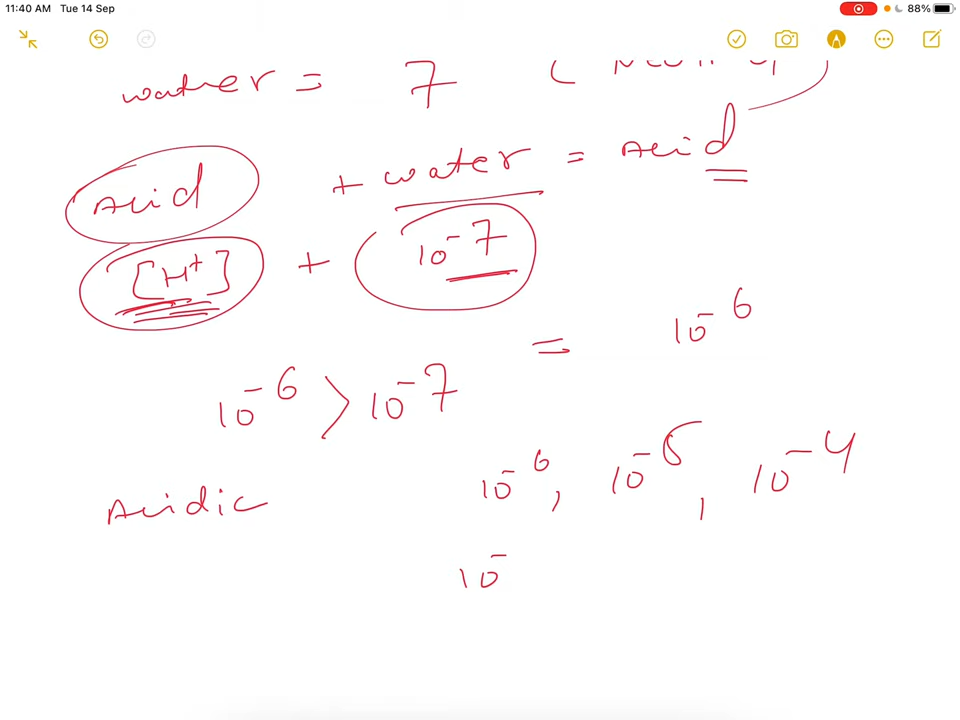 11:40 AM Tue 14 Sep 88%
water = 7 (
Acid + water = Acid
[H⁺] + 10⁻⁷
= 10⁻⁶
10⁻⁶ > 10⁻⁷
10⁻⁶, 10⁻⁵, 10⁻⁴
Acidic
10⁻